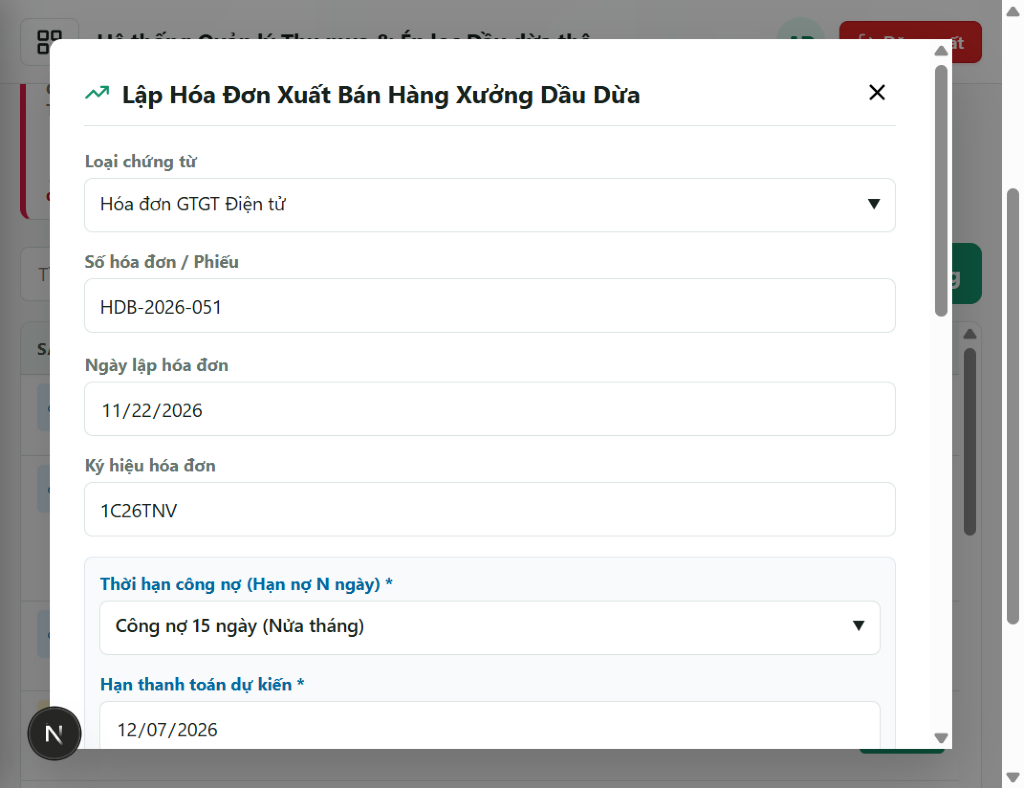 Lập Hóa Đơn Xuất Bán Hàng Xưởng Dầu Dừa
Loại chứng từ
Hóa đơn GTGT Điện tử
Số hóa đơn / Phiếu
HDB-2026-051
Ngày lập hóa đơn
11/22/2026
Ký hiệu hóa đơn
1C26TNV
Thời hạn công nợ (Hạn nợ N ngày) *
Công nợ 15 ngày (Nửa tháng)
Hạn thanh toán dự kiến *
12/07/2026
N